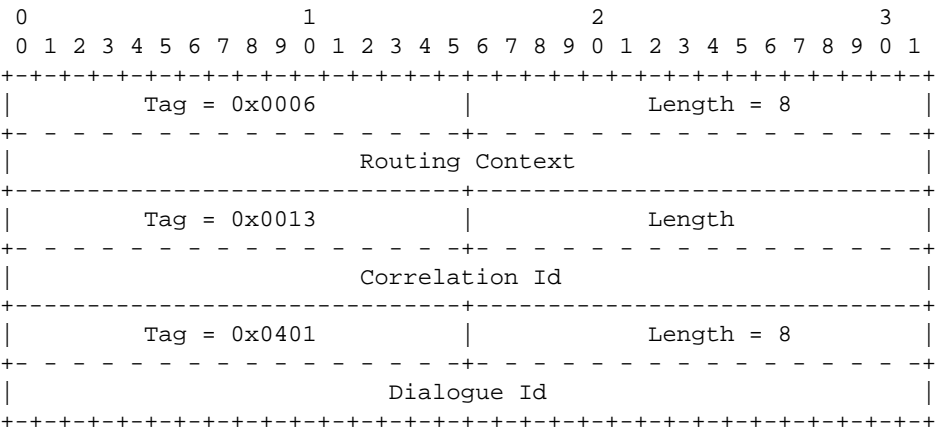 0                   1                   2                   3
 0 1 2 3 4 5 6 7 8 9 0 1 2 3 4 5 6 7 8 9 0 1 2 3 4 5 6 7 8 9 0 1
+-+-+-+-+-+-+-+-+-+-+-+-+-+-+-+-+-+-+-+-+-+-+-+-+-+-+-+-+-+-+-+-+
|         Tag = 0x0006          |            Length = 8         |
+- - - - - - - - - - - - - - - -+- - - - - - - - - - - - - - - -+
|                        Routing Context                        |
+-------------------------------+-------------------------------+
|         Tag = 0x0013          |            Length             |
+- - - - - - - - - - - - - - - -+- - - - - - - - - - - - - - - -+
|                        Correlation Id                         |
+-------------------------------+-------------------------------+
|         Tag = 0x0401          |            Length = 8         |
+- - - - - - - - - - - - - - - -+- - - - - - - - - - - - - - - -+
|                          Dialogue Id                          |
+-+-+-+-+-+-+-+-+-+-+-+-+-+-+-+-+-+-+-+-+-+-+-+-+-+-+-+-+-+-+-+-+